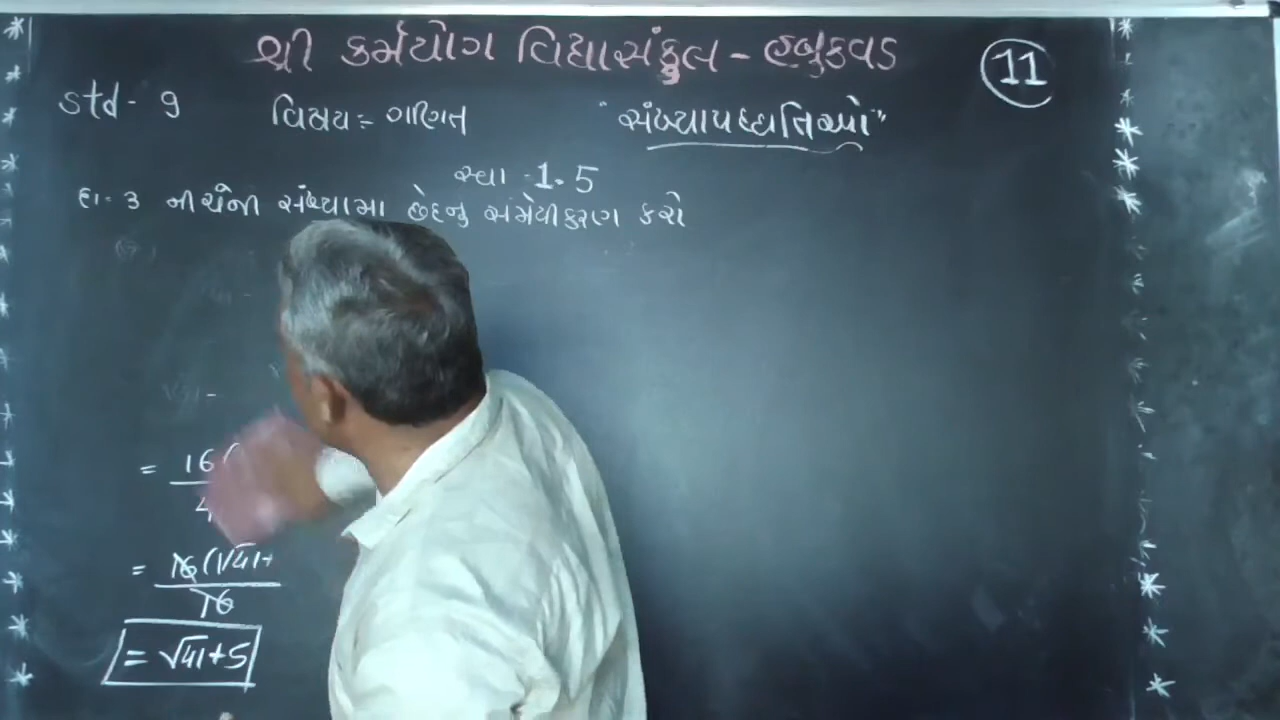 શ્રી કર્મયોગ વિદ્યાસંકુલ - હબુકવડ
11
std - 9 વિષય :- ગણિત "સંખ્યાપદ્ધતિઓ"
સ્વા - 1.5
દા. 3 નીચેની સંખ્યામા છેદનુ સંમેયીકરણ કરો
= 16(
4
= 16(√41+
16
= √41+5